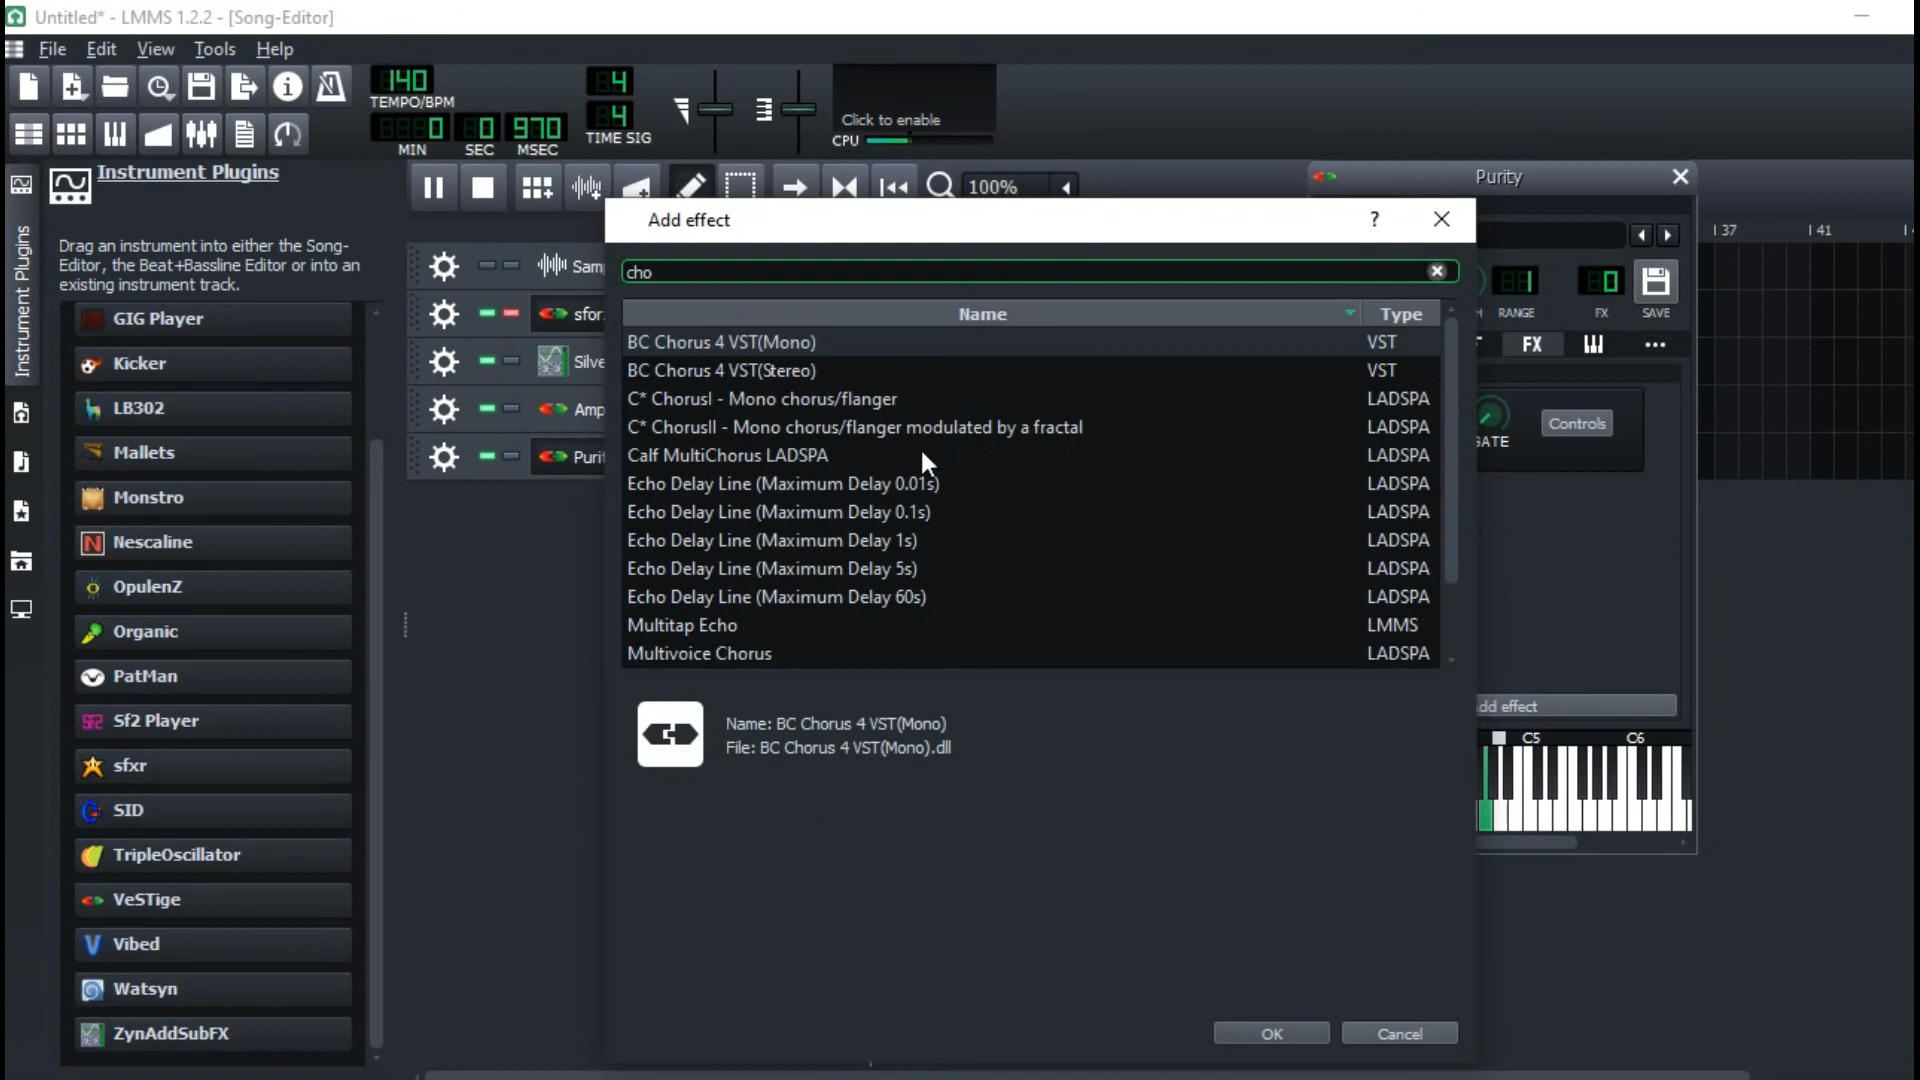 Untitled* - LMMS 1.2.2 - [Song-Editor]
File Edit View Tools Help
140
TEMPO/BPM
0 0 970
MIN SEC MSEC
4
4
TIME SIG
Click to enable
CPU
Instrument Plugins
Instrument Plugins
Drag an instrument into either the Song-
Editor, the Beat+Bassline Editor or into an
existing instrument track.
GIG Player
Kicker
LB302
Mallets
Monstro
Nescaline
OpulenZ
Organic
PatMan
Sf2 Player
sfxr
SID
TripleOscillator
VeSTige
Vibed
Watsyn
ZynAddSubFX
100%
Sam
sfor
Silve
Amp
Puri
Add effect
?
cho
Name Type
BC Chorus 4 VST(Mono) VST
BC Chorus 4 VST(Stereo) VST
C* ChorusI - Mono chorus/flanger LADSPA
C* ChorusII - Mono chorus/flanger modulated by a fractal LADSPA
Calf MultiChorus LADSPA LADSPA
Echo Delay Line (Maximum Delay 0.01s) LADSPA
Echo Delay Line (Maximum Delay 0.1s) LADSPA
Echo Delay Line (Maximum Delay 1s) LADSPA
Echo Delay Line (Maximum Delay 5s) LADSPA
Echo Delay Line (Maximum Delay 60s) LADSPA
Multitap Echo LMMS
Multivoice Chorus LADSPA
Name: BC Chorus 4 VST(Mono)
File: BC Chorus 4 VST(Mono).dll
OK Cancel
Purity
1 0
H RANGE FX SAVE
FX
GATE
Controls
dd effect
C5 C6
37 41